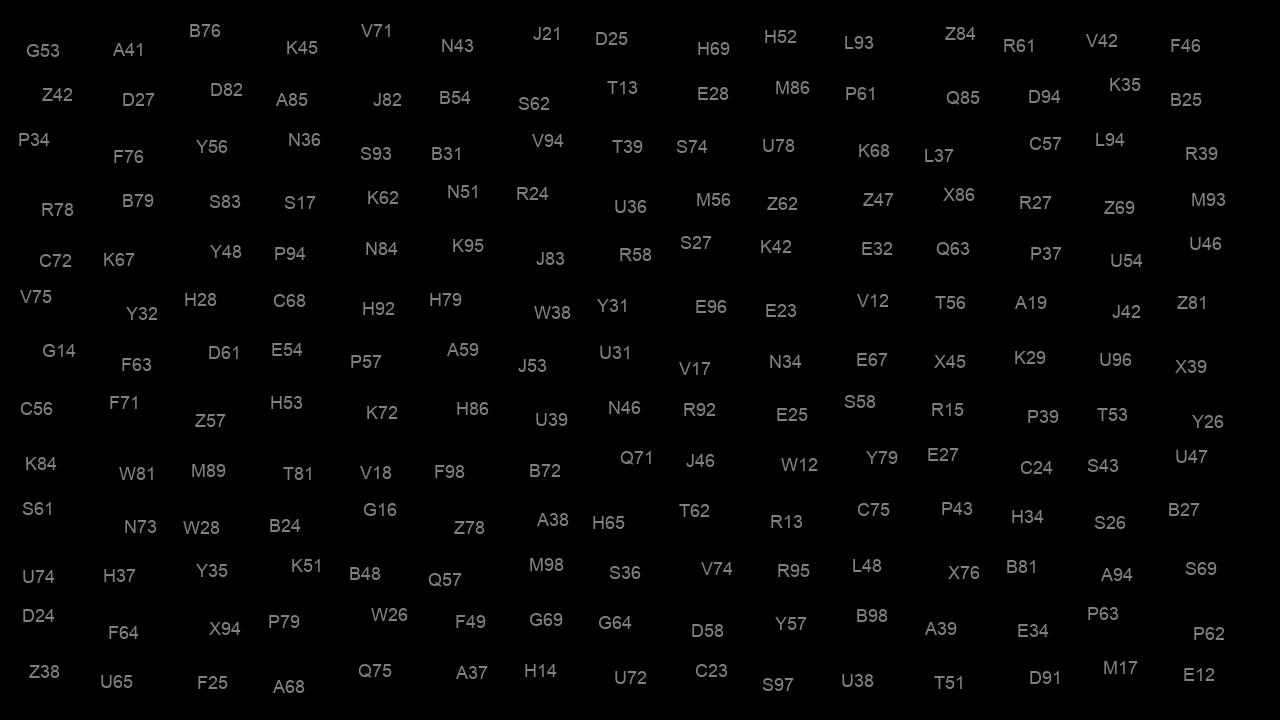 G53 A41 B76 K45 V71 N43 J21 D25 H69 H52 L93 Z84 R61 V42 F46
Z42 D27 D82 A85 J82 B54 S62 T13 E28 M86 P61 Q85 D94 K35 B25
P34 F76 Y56 N36 S93 B31 V94 T39 S74 U78 K68 L37 C57 L94 R39
R78 B79 S83 S17 K62 N51 R24 U36 M56 Z62 Z47 X86 R27 Z69 M93
C72 K67 Y48 P94 N84 K95 J83 R58 S27 K42 E32 Q63 P37 U54 U46
V75 Y32 H28 C68 H92 H79 W38 Y31 E96 E23 V12 T56 A19 J42 Z81
G14 F63 D61 E54 P57 A59 J53 U31 V17 N34 E67 X45 K29 U96 X39
C56 F71 Z57 H53 K72 H86 U39 N46 R92 E25 S58 R15 P39 T53 Y26
K84 W81 M89 T81 V18 F98 B72 Q71 J46 W12 Y79 E27 C24 S43 U47
S61 N73 W28 B24 G16 Z78 A38 H65 T62 R13 C75 P43 H34 S26 B27
U74 H37 Y35 K51 B48 Q57 M98 S36 V74 R95 L48 X76 B81 A94 S69
D24 F64 X94 P79 W26 F49 G69 G64 D58 Y57 B98 A39 E34 P63 P62
Z38 U65 F25 A68 Q75 A37 H14 U72 C23 S97 U38 T51 D91 M17 E12